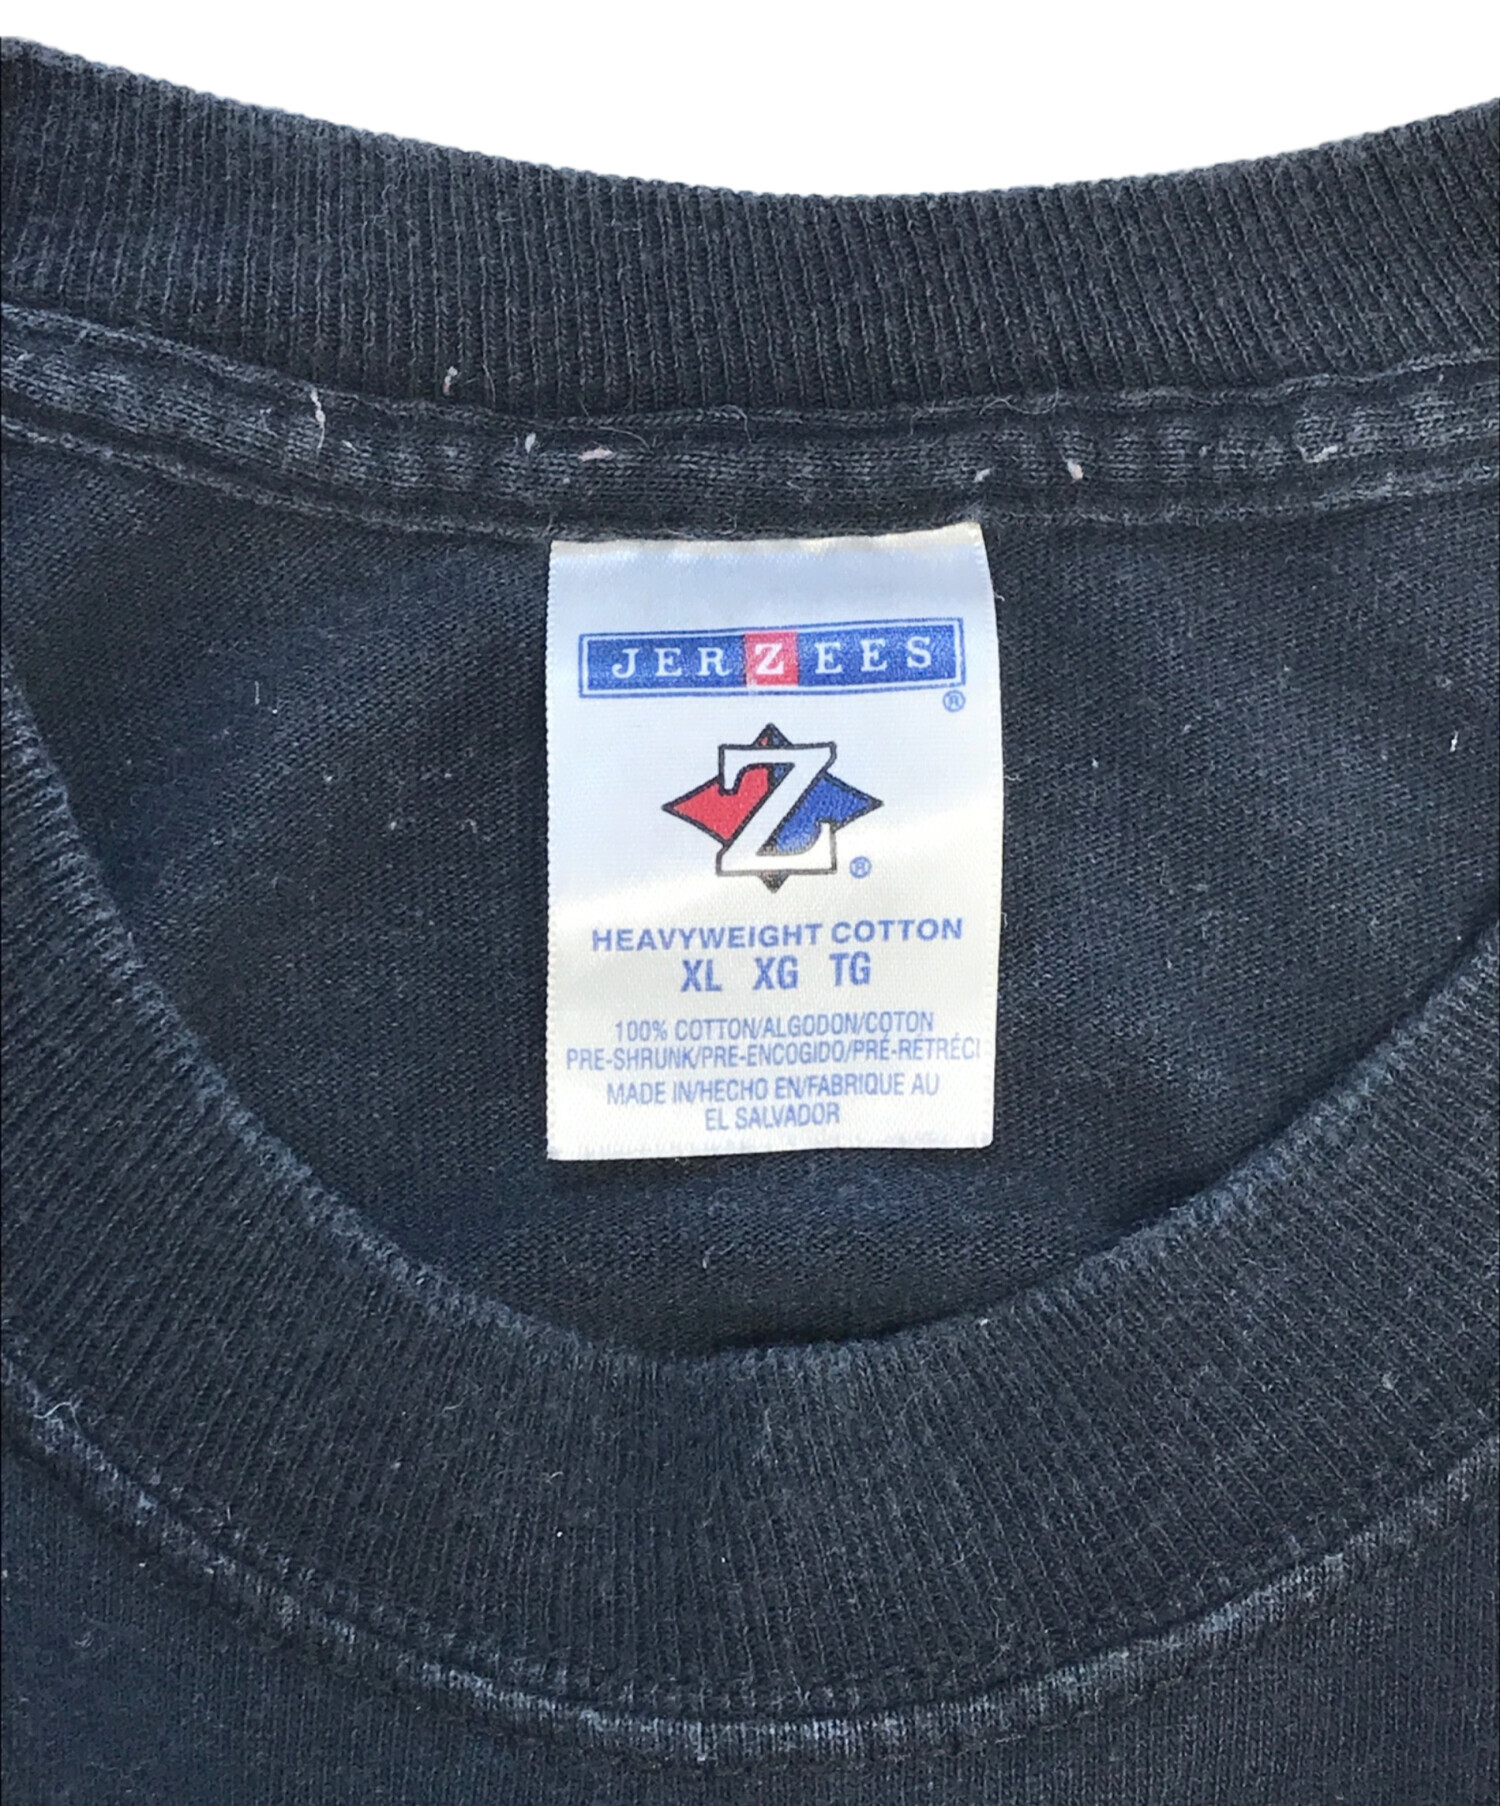 JERZEES
®
Z
®
HEAVYWEIGHT COTTON
XL XG TG
100% COTTON/ALGODON/COTON
PRE-SHRUNK/PRE-ENCOGIDO/PRÉ-RÉTRÉCI
MADE IN/HECHO EN/FABRIQUE AU
EL SALVADOR